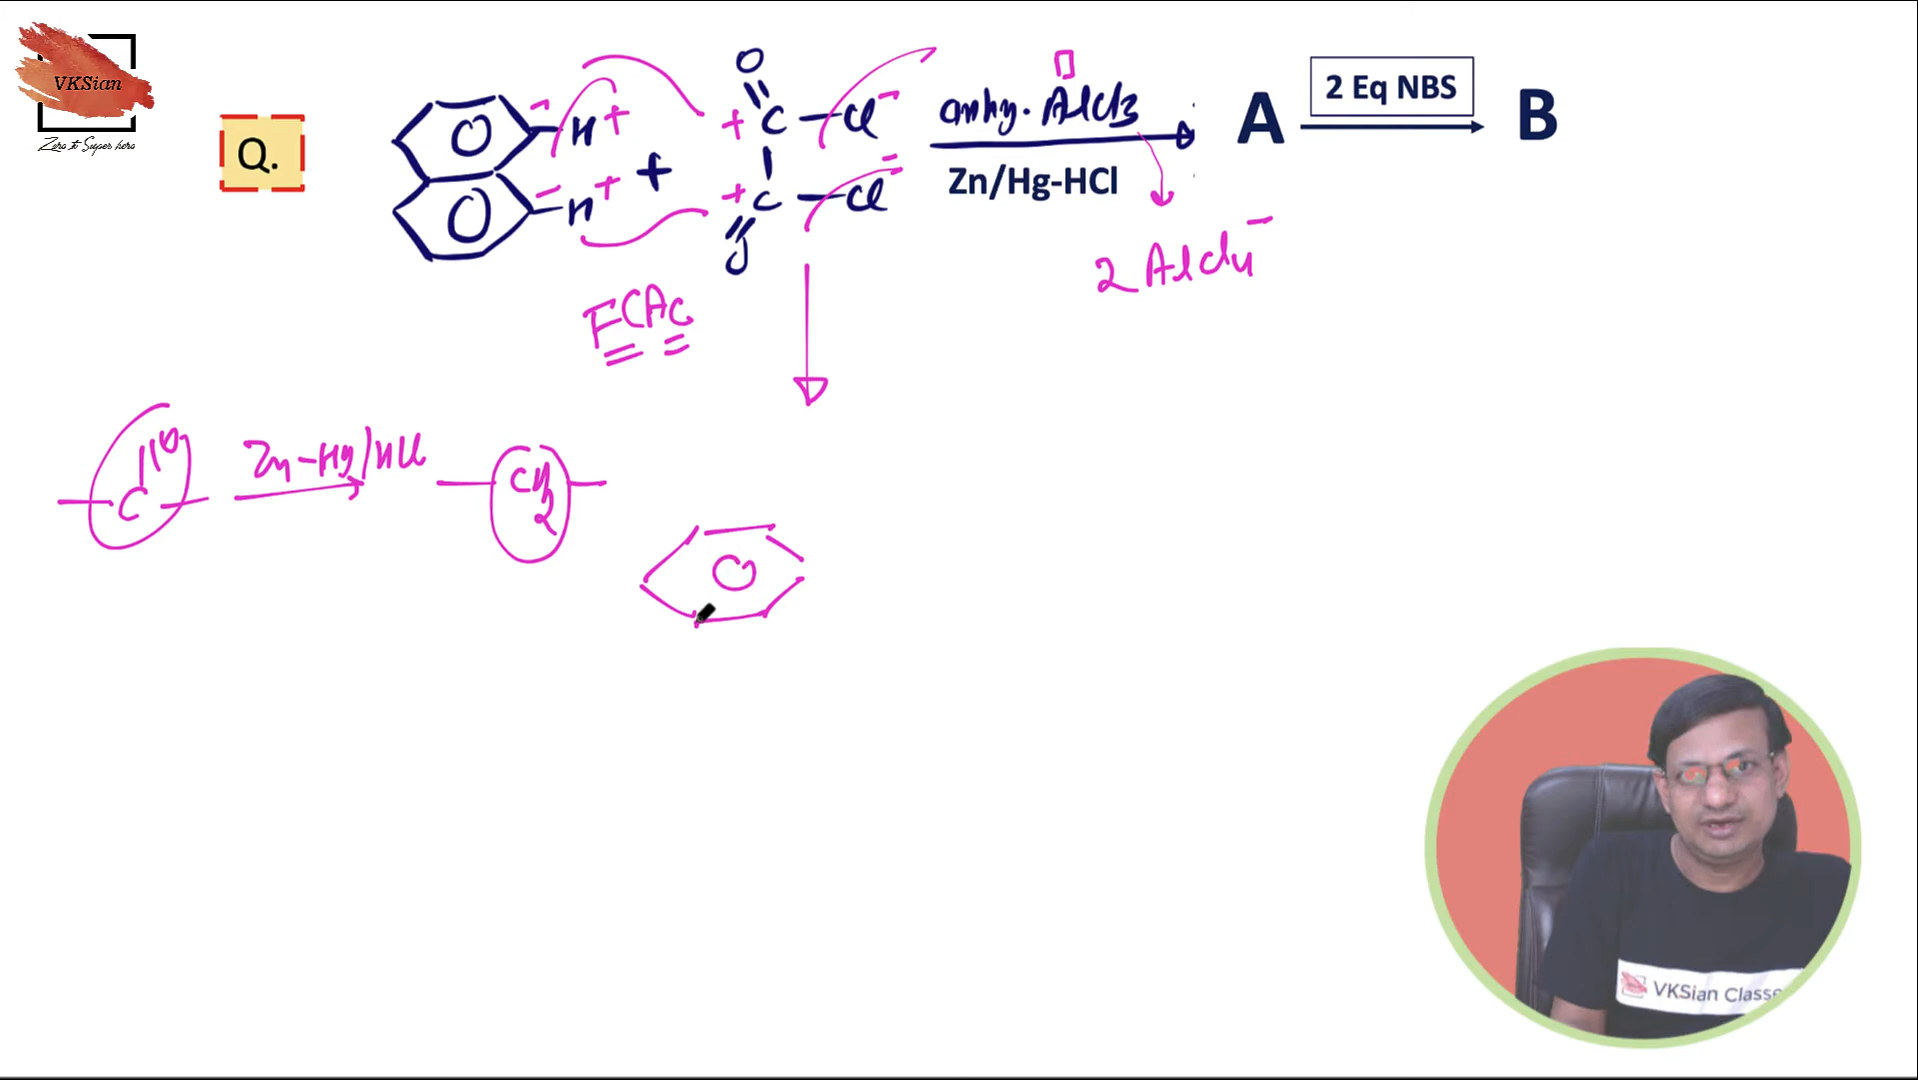 VKSian
Zero to Super hero
Q.
H +
H +
+
O
+ C – Cl –
+ C – Cl –
O
anhy. AlCl3
Zn/Hg-HCl
A
2 Eq NBS
B
2 AlCl4 –
FCAC
O
C
Zn-Hg/HCl
CH2
VKSian Classe